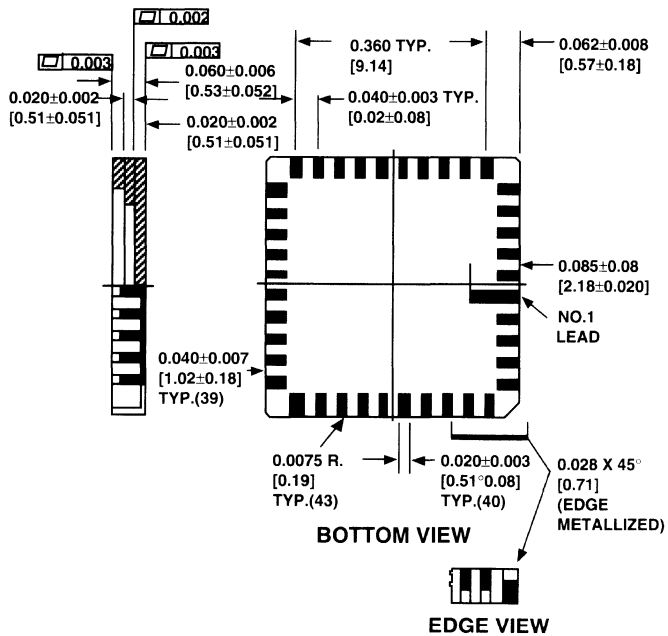 0.002
0.003
0.003
0.360 TYP.
[9.14]
0.062±0.008
[0.57±0.18]
0.060±0.006
[0.53±0.052]
0.020±0.002
[0.51±0.051]
0.040±0.003 TYP.
[0.02±0.08]
0.020±0.002
[0.51±0.051]
0.085±0.08
[2.18±0.020]
NO.1
LEAD
0.040±0.007
[1.02±0.18]
TYP.(39)
0.0075 R.
[0.19]
TYP.(43)
0.020±0.003
[0.51°0.08]
TYP.(40)
0.028 X 45°
[0.71]
(EDGE
METALLIZED)
BOTTOM VIEW
EDGE VIEW